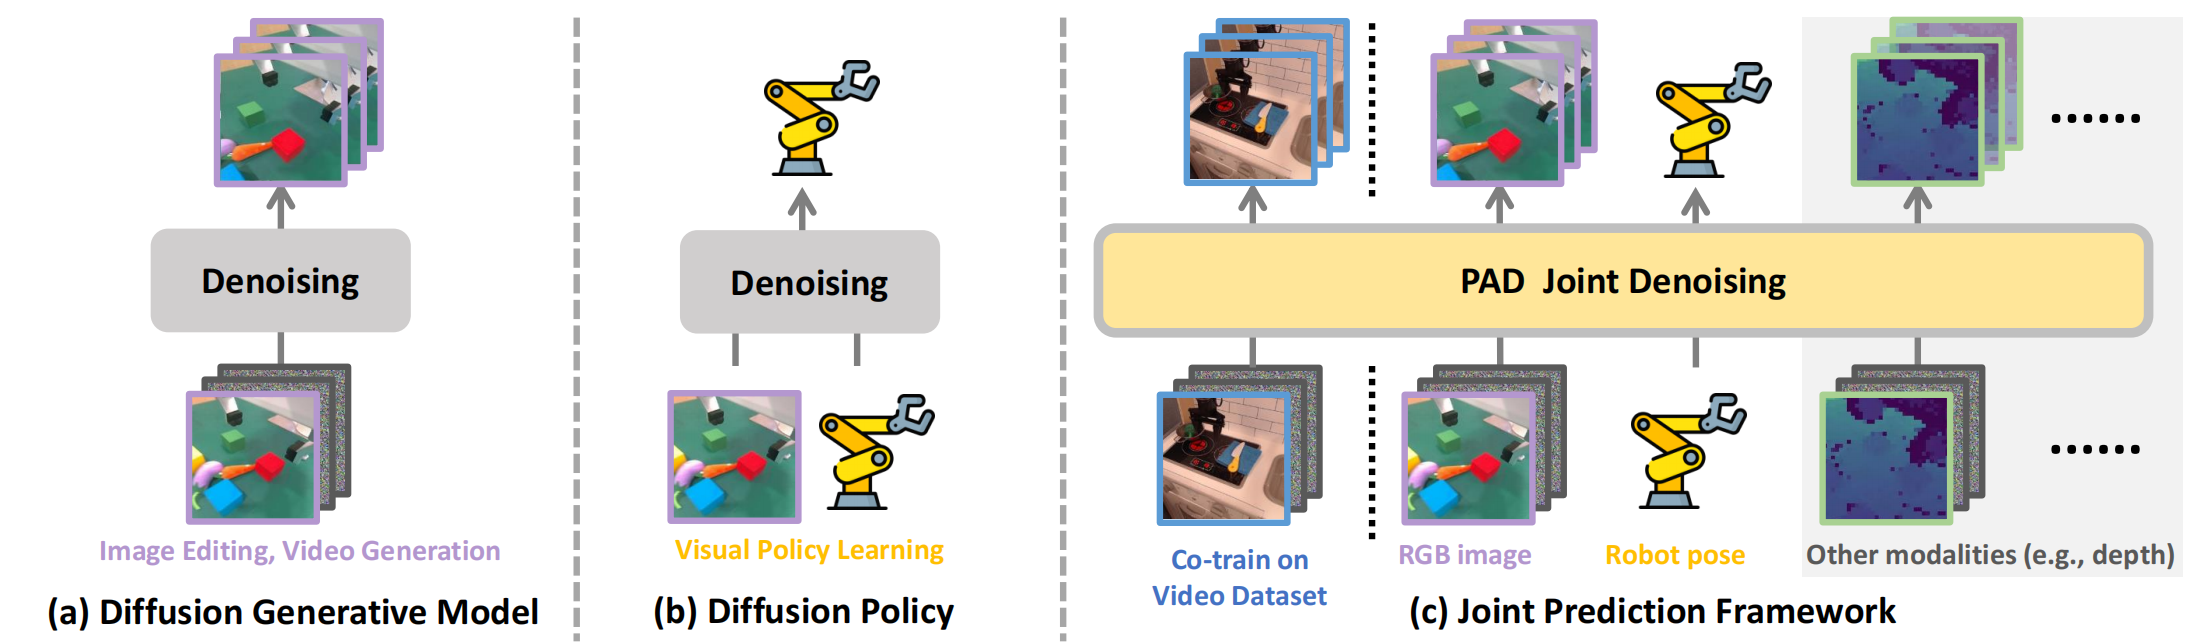 Denoising
Image Editing, Video Generation
(a) Diffusion Generative Model
Denoising
Visual Policy Learning
(b) Diffusion Policy
PAD Joint Denoising
Co-train on
Video Dataset
RGB image
Robot pose
Other modalities (e.g., depth)
(c) Joint Prediction Framework